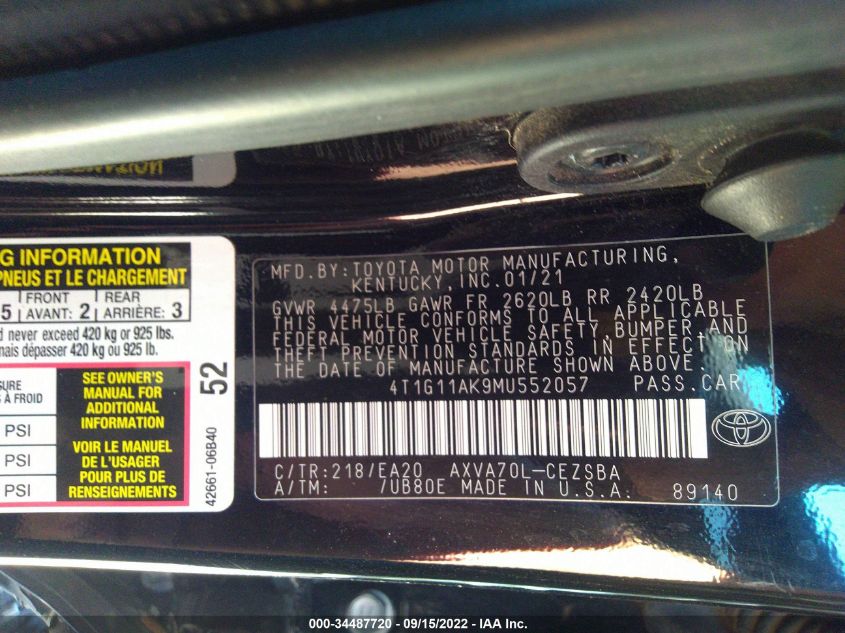 G INFORMATION
PNEUS ET LE CHARGEMENT
5 FRONT AVANT: 2 REAR ARRIÈRE: 3
never exceed 420 kg or 925 lbs.
mais dépasser 420 kg ou 925 lb.
À FROID
SEE OWNER'S
MANUAL FOR
ADDITIONAL
INFORMATION
VOIR LE MANUEL
DE L'USAGER
POUR PLUS DE
RENSEIGNEMENTS
PSI
PSI
PSI
52
42661-06B40
MFD.BY:TOYOTA MOTOR MANUFACTURING,
KENTUCKY, INC.01/21
GVWR 4475LB GAWR FR 2620LB RR 2420LB
THIS VEHICLE CONFORMS TO ALL APPLICABLE
FEDERAL MOTOR VEHICLE SAFETY, BUMPER, AND
THEFT PREVENTION STANDARDS IN EFFECT ON
THE DATE OF MANUFACTURE SHOWN ABOVE.
4T1G11AK9MU552057 PASS.CAR
C/TR:218/EA20 AXVA70L-CEZSBA
A/TM: /UB80E MADE IN U.S.A. 89140
000-34487720 - 09/15/2022 - IAA Inc.